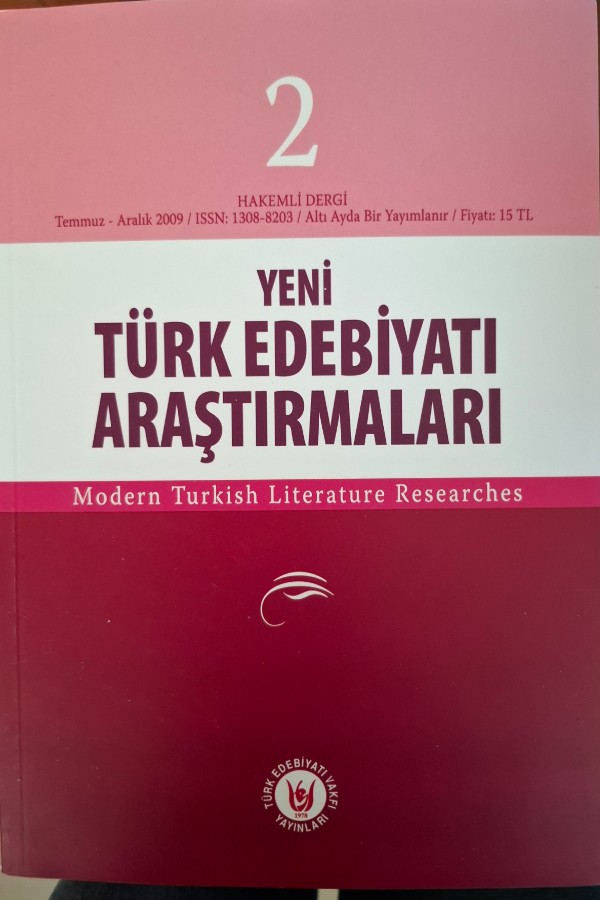 2
HAKEMLİ DERGİ
Temmuz - Aralık 2009 / ISSN: 1308-8203 / Altı Ayda Bir Yayımlanır / Fiyatı: 15 TL
YENİ
TÜRK EDEBİYATI
ARAŞTIRMALARI
Modern Turkish Literature Researches
TÜRK EDEBİYATI VAKFI
1978
YAYINLARI